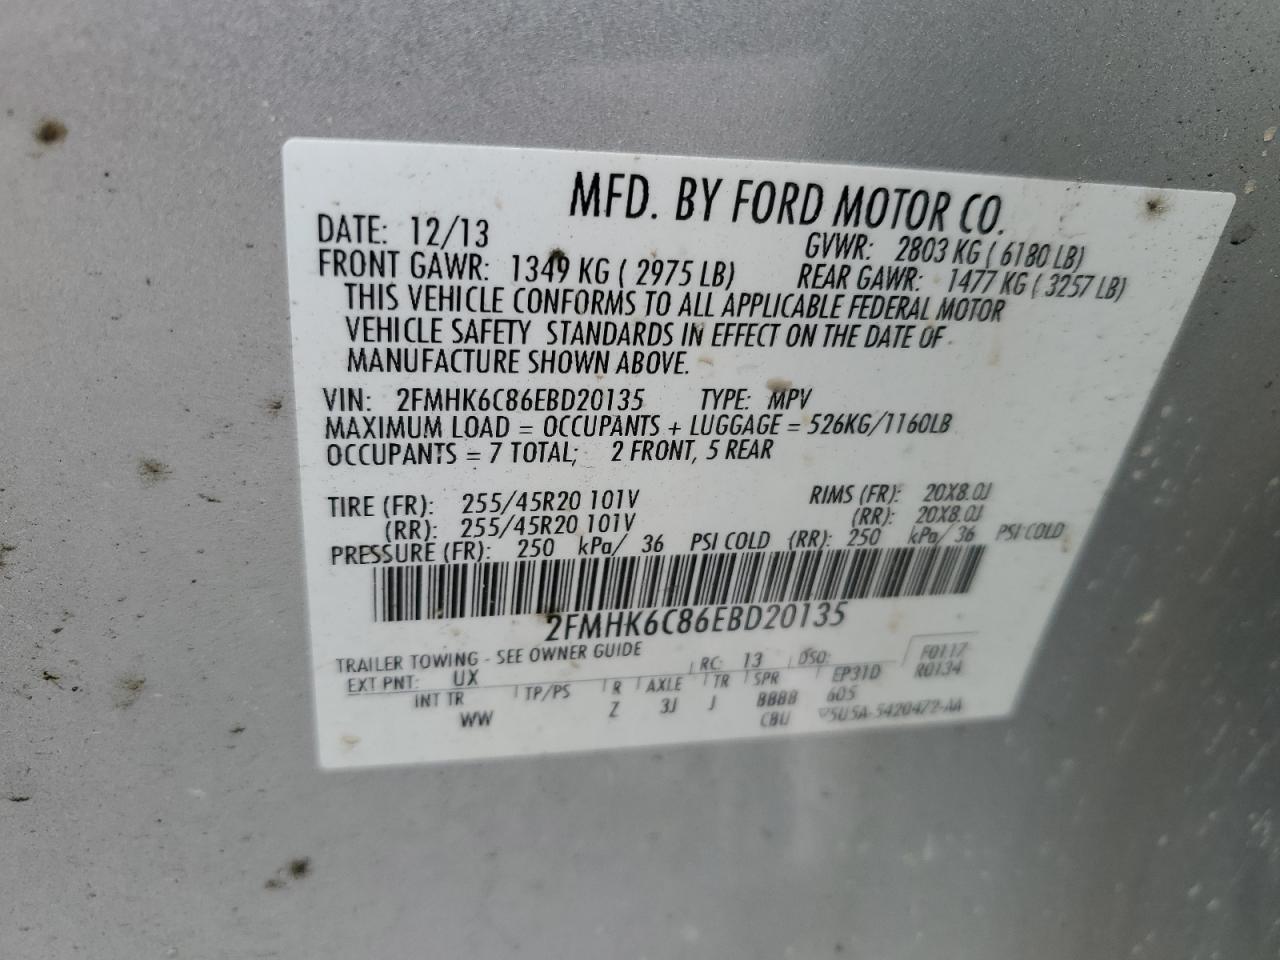 MFD. BY FORD MOTOR CO.
DATE: 12/13 GVWR: 2803 KG ( 6180 LB)
FRONT GAWR: 1349 KG ( 2975 LB) REAR GAWR: 1477 KG ( 3257 LB)
THIS VEHICLE CONFORMS TO ALL APPLICABLE FEDERAL MOTOR
VEHICLE SAFETY STANDARDS IN EFFECT ON THE DATE OF
MANUFACTURE SHOWN ABOVE.
VIN: 2FMHK6C86EBD20135 TYPE: MPV
MAXIMUM LOAD = OCCUPANTS + LUGGAGE = 526KG/1160LB
OCCUPANTS = 7 TOTAL; 2 FRONT, 5 REAR
TIRE (FR): 255/45R20 101V RIMS (FR): 20X8.0J
(RR): 255/45R20 101V (RR): 20X8.0J
PRESSURE (FR): 250 kPa/ 36 PSI COLD (RR): 250 kPa/ 36 PSI COLD
2FMHK6C86EBD20135
TRAILER TOWING - SEE OWNER GUIDE
RC: 13 DSO: F0117
EXT PNT: UX EP31D R0134
INT TR TP/PS R AXLE TR SPR 605
WW Z 3J J BBBB
CBU 5U5A-5420472-AA